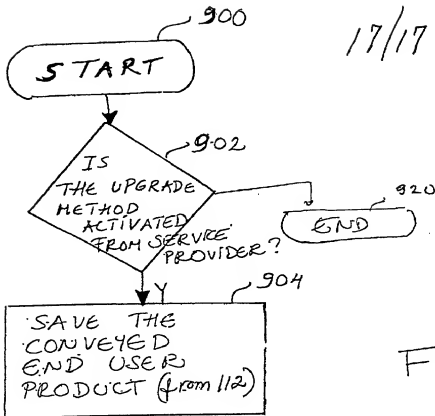 900
17/17
START
902
IS
THE UPGRADE
METHOD
ACTIVATED
FROM SERVICE
PROVIDER?
920
END
Y
904
SAVE THE
CONVEYED
END USER
PRODUCT (from 112)
F